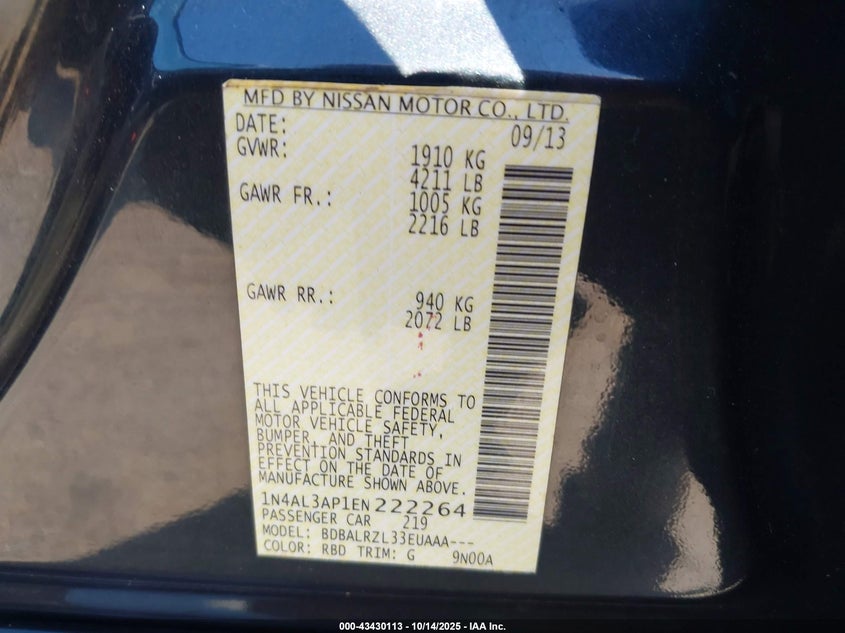 MFD BY NISSAN MOTOR CO., LTD.
DATE: 09/13
GVWR: 1910 KG
4211 LB
GAWR FR.: 1005 KG
2216 LB
GAWR RR.: 940 KG
2072 LB
THIS VEHICLE CONFORMS TO
ALL APPLICABLE FEDERAL
MOTOR VEHICLE SAFETY,
BUMPER, AND THEFT
PREVENTION STANDARDS IN
EFFECT ON THE DATE OF
MANUFACTURE SHOWN ABOVE.
1N4AL3AP1EN222264
PASSENGER CAR 219
MODEL: BDBALRZL33EUAAA---
COLOR: RBD TRIM: G 9N00A
000-43430113 - 10/14/2025 - IAA Inc.